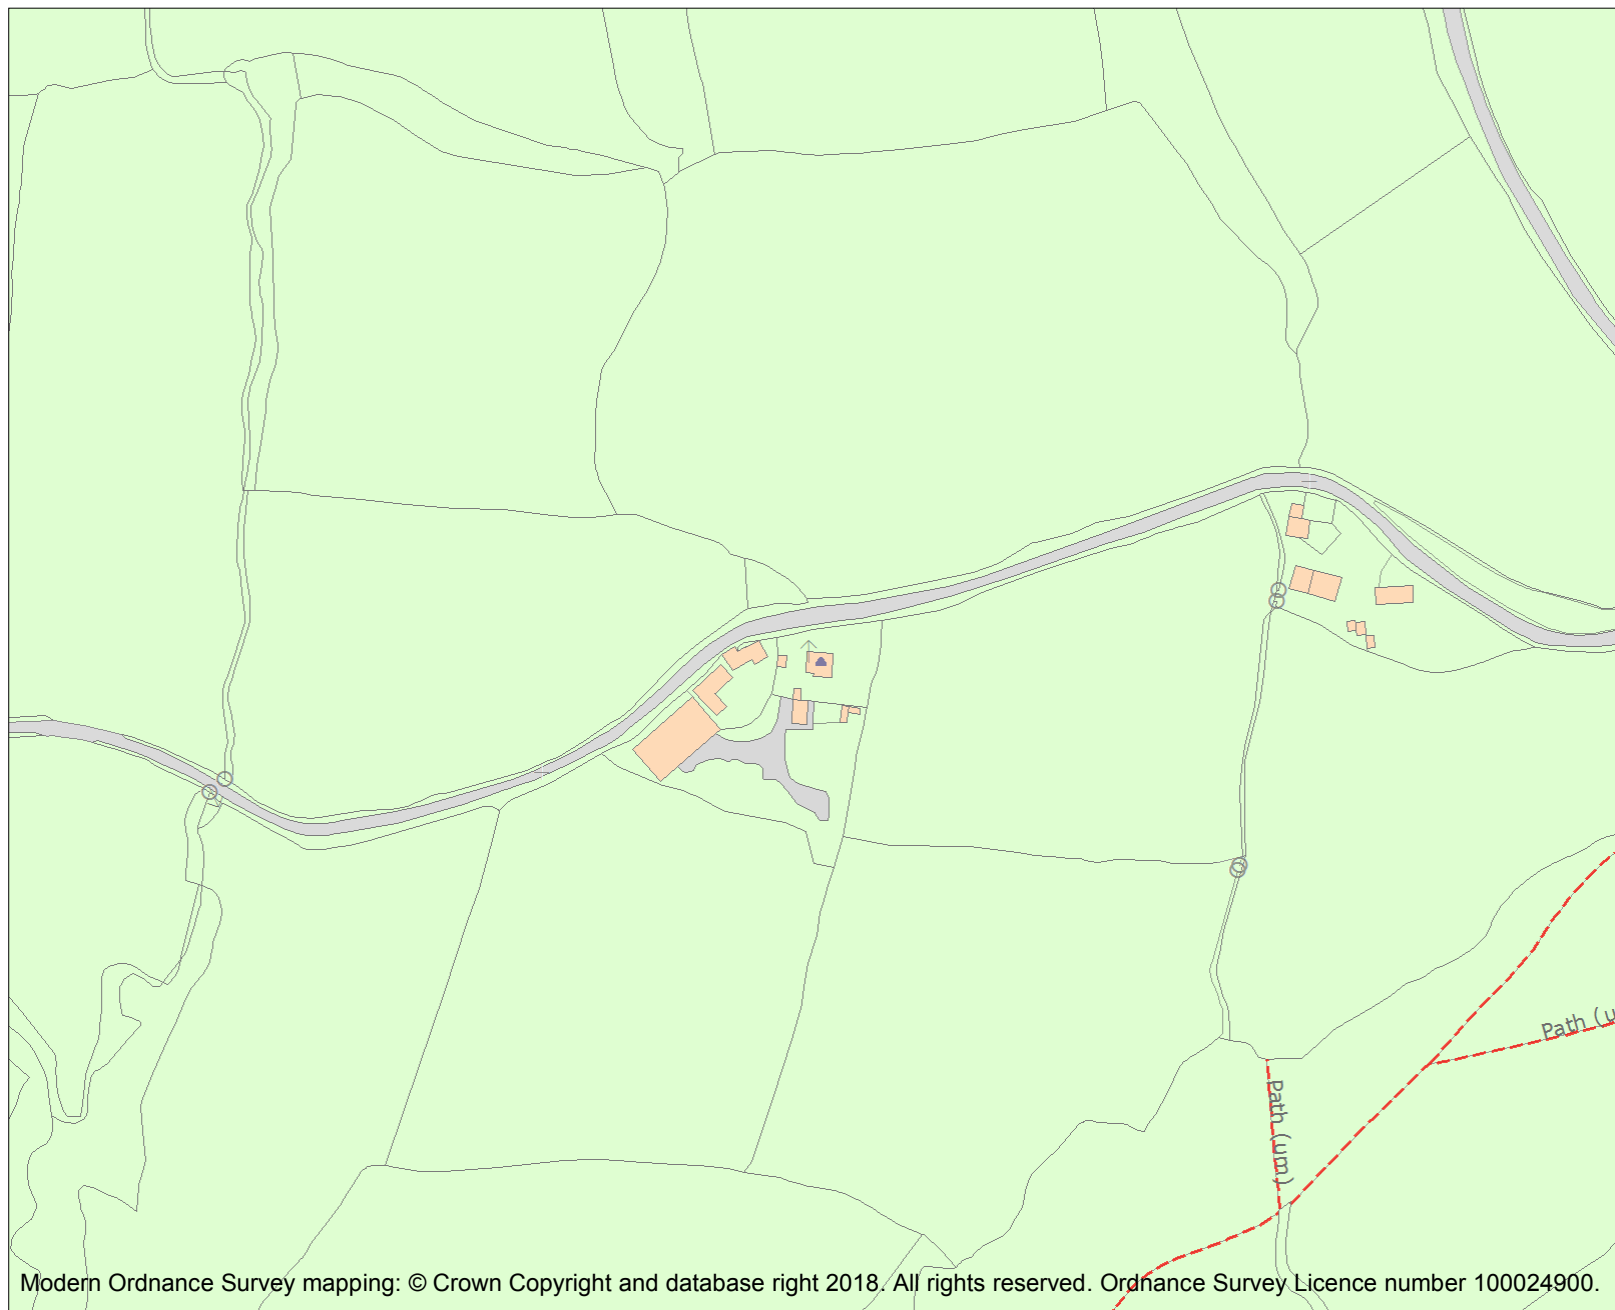 Path (u
Path (um)
Modern Ordnance Survey mapping: © Crown Copyright and database right 2018. All rights reserved. Ordnance Survey Licence number 100024900.